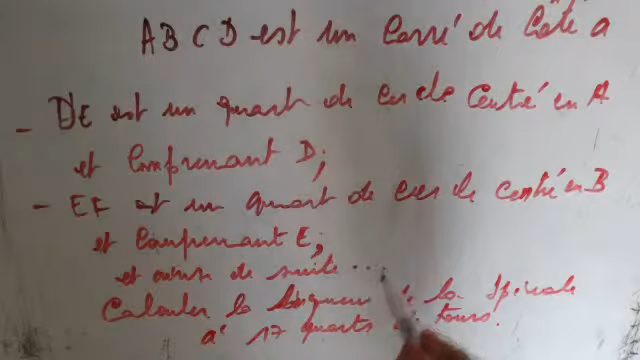 ABCD est un Carré de Côté a
- DE est un quart de cercle Centré en A
et Comprenant D;
- EF est un quart de cercle centré en B
et Comprenant E;
et ainsi de suite...
Calculer la longueur de la Spirale
a' 17 quarts de tours.